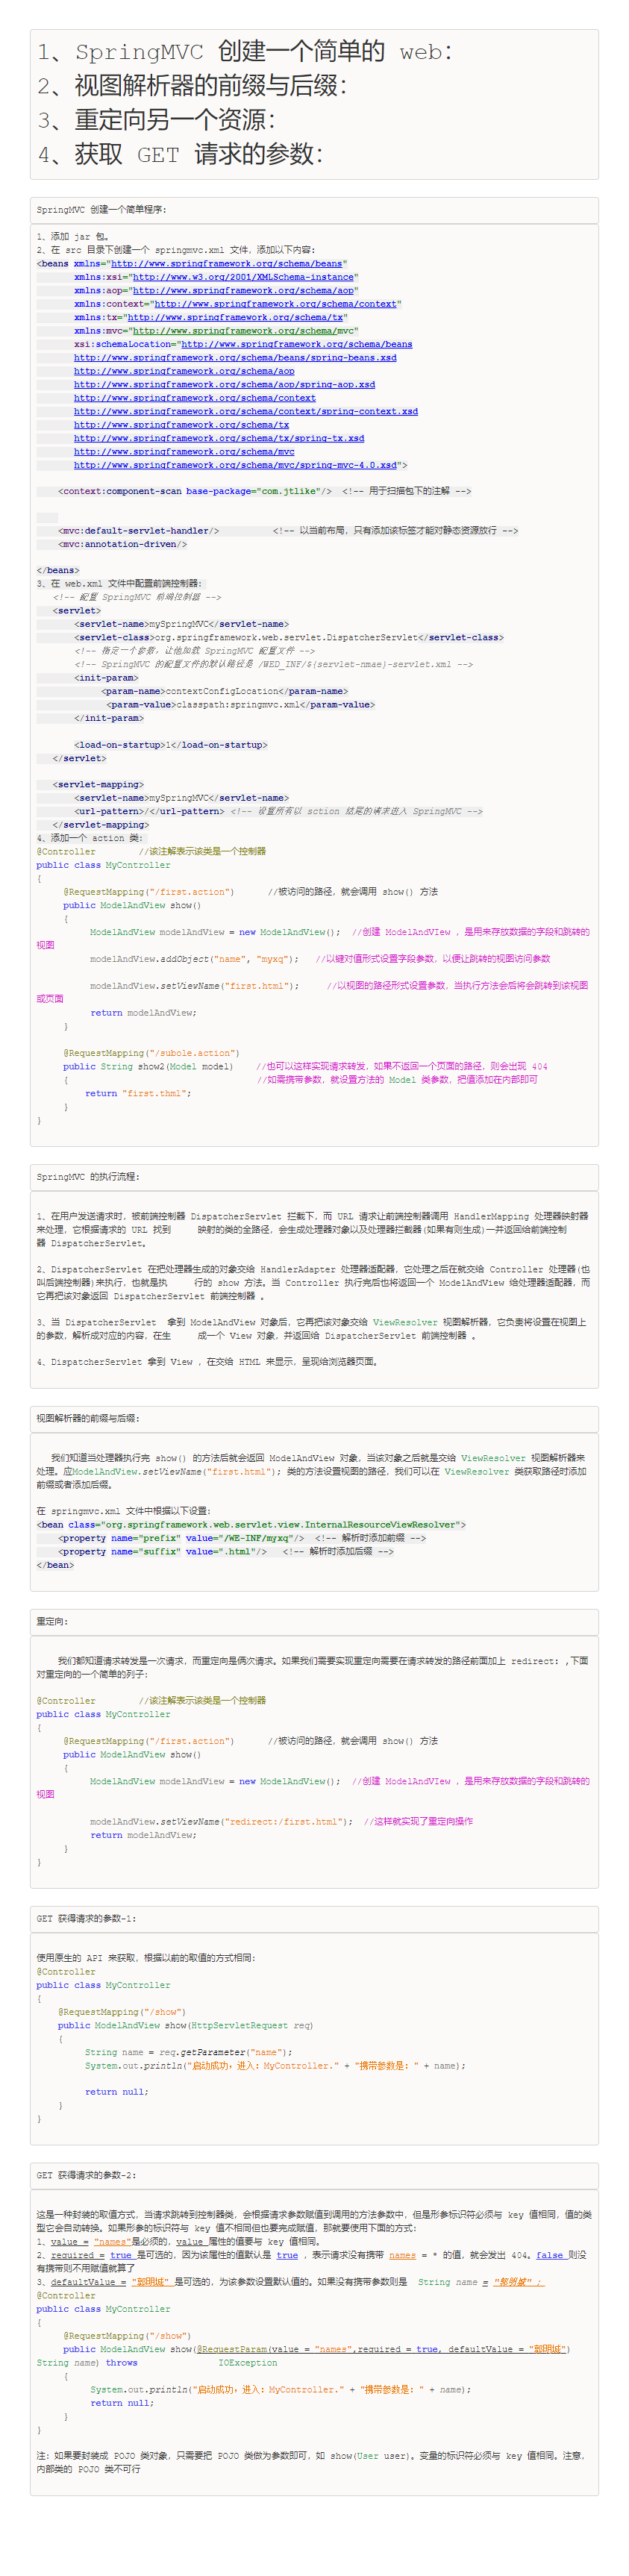 1、SpringMVC 创建一个简单的 web：
2、视图解析器的前缀与后缀：
3、重定向另一个资源：
4、获取 GET 请求的参数：
SpringMVC 创建一个简单程序：
1、添加 jar 包。
2、在 src 目录下创建一个 springmvc.xml 文件，添加以下内容：
<beans xmlns="http://www.springframework.org/schema/beans"
xmlns:xsi="http://www.w3.org/2001/XMLSchema-instance"
xmlns:aop="http://www.springframework.org/schema/aop"
xmlns:context="http://www.springframework.org/schema/context"
xmlns:tx="http://www.springframework.org/schema/tx"
xmlns:mvc="http://www.springframework.org/schema/mvc"
xsi:schemaLocation="http://www.springframework.org/schema/beans
http://www.springframework.org/schema/beans/spring-beans.xsd
http://www.springframework.org/schema/aop
http://www.springframework.org/schema/aop/spring-aop.xsd
http://www.springframework.org/schema/context
http://www.springframework.org/schema/context/spring-context.xsd
http://www.springframework.org/schema/tx
http://www.springframework.org/schema/tx/spring-tx.xsd
http://www.springframework.org/schema/mvc
http://www.springframework.org/schema/mvc/spring-mvc-4.0.xsd">
<context:component-scan base-package="com.jtlike"/> <!-- 用于扫描包下的注解 -->
<mvc:default-servlet-handler/> <!-- 以当前布局，只有添加该标签才能对静态资源放行 -->
<mvc:annotation-driven/>
</beans>
3、在 web.xml 文件中配置前端控制器：
<!-- 配置 SpringMVC 前端控制器 -->
<servlet>
<servlet-name>mySpringMVC</servlet-name>
<servlet-class>org.springframework.web.servlet.DispatcherServlet</servlet-class>
<!-- 指定一个参数，让他加载 SpringMVC 配置文件 -->
<!-- SpringMVC 的配置文件的默认路径是 /WED_INF/${servlet-nmae}-servlet.xml -->
<init-param>
<param-name>contextConfigLocation</param-name>
<param-value>classpath:springmvc.xml</param-value>
</init-param>
<load-on-startup>1</load-on-startup>
</servlet>
<servlet-mapping>
<servlet-name>mySpringMVC</servlet-name>
<url-pattern>/</url-pattern> <!-- 设置所有以 action 结尾的请求进入 SpringMVC -->
</servlet-mapping>
4、添加一个 action 类：
@Controller //该注解表示该类是一个控制器
public class MyController
{
@RequestMapping("/first.action") //被访问的路径，就会调用 show() 方法
public ModelAndView show()
{
ModelAndView modelAndView = new ModelAndView(); //创建 ModelAndVIew ，是用来存放数据的字段和跳转的
视图
modelAndView.addObject("name", "myxq"); //以键对值形式设置字段参数，以便让跳转的视图访问参数
modelAndView.setViewName("first.html"); //以视图的路径形式设置参数，当执行方法会后将会跳转到该视图
或页面
return modelAndView;
}
@RequestMapping("/subole.action")
public String show2(Model model) //也可以这样实现请求转发，如果不返回一个页面的路径，则会出现 404
{ //如需携带参数，就设置方法的 Model 类参数，把值添加在内部即可
return "first.thml";
}
}
SpringMVC 的执行流程：
1、在用户发送请求时，被前端控制器 DispatcherServlet 拦截下，而 URL 请求让前端控制器调用 HandlerMapping 处理器映射器
来处理，它根据请求的 URL 找到 映射的类的全路径，会生成处理器对象以及处理器拦截器(如果有则生成)一并返回给前端控制
器 DispatcherServlet。
2、DispatcherServlet 在把处理器生成的对象交给 HandlerAdapter 处理器适配器，它处理之后在就交给 Controller 处理器(也
叫后端控制器)来执行，也就是执 行的 show 方法。当 Controller 执行完后也将返回一个 ModelAndView 给处理器适配器，而
它再把该对象返回 DispatcherServlet 前端控制器 。
3、当 DispatcherServlet 拿到 ModelAndView 对象后，它再把该对象交给 ViewResolver 视图解析器，它负责将设置在视图上
的参数，解析成对应的内容，在生 成一个 View 对象，并返回给 DispatcherServlet 前端控制器 。
4、DispatcherServlet 拿到 View ，在交给 HTML 来显示，呈现给浏览器页面。
视图解析器的前缀与后缀：
我们知道当处理器执行完 show() 的方法后就会返回 ModelAndView 对象，当该对象之后就是交给 ViewResolver 视图解析器来
处理。应ModelAndView.setViewName("first.html"); 类的方法设置视图的路径，我们可以在 ViewResolver 类获取路径时添加
前缀或者添加后缀。
在 springmvc.xml 文件中根据以下设置：
<bean class="org.springframework.web.servlet.view.InternalResourceViewResolver">
<property name="prefix" value="/WE-INF/myxq"/> <!-- 解析时添加前缀 -->
<property name="suffix" value=".html"/> <!-- 解析时添加后缀 -->
</bean>
重定向：
我们都知道请求转发是一次请求，而重定向是俩次请求。如果我们需要实现重定向需要在请求转发的路径前面加上 redirect: ,下面
对重定向的一个简单的列子：
@Controller //该注解表示该类是一个控制器
public class MyController
{
@RequestMapping("/first.action") //被访问的路径，就会调用 show() 方法
public ModelAndView show()
{
ModelAndView modelAndView = new ModelAndView(); //创建 ModelAndVIew ，是用来存放数据的字段和跳转的
视图
modelAndView.setViewName("redirect:/first.html"); //这样就实现了重定向操作
return modelAndView;
}
}
GET 获得请求的参数-1：
使用原生的 API 来获取，根据以前的取值的方式相同：
@Controller
public class MyController
{
@RequestMapping("/show")
public ModelAndView show(HttpServletRequest req)
{
String name = req.getParameter("name");
System.out.println("启动成功，进入：MyController." + "携带参数是：" + name);
return null;
}
}
GET 获得请求的参数-2：
这是一种封装的取值方式，当请求跳转到控制器类，会根据请求参数赋值到调用的方法参数中，但是形参标识符必须与 key 值相同，值的类
型它会自动转换。如果形参的标识符与 key 值不相同但也要完成赋值，那就要使用下面的方式：
1、value = "names"是必须的，value 属性的值要与 key 值相同。
2、required = true 是可选的，因为该属性的值默认是 true ，表示请求没有携带 names = * 的值，就会发出 404。false 则没
有携带则不用赋值就算了
3、defaultValue = "邹明城" 是可选的，为该参数设置默认值的。如果没有携带参数则是 String name = "邹明城" ；
@Controller
public class MyController
{
@RequestMapping("/show")
public ModelAndView show(@RequestParam(value = "names",required = true, defaultValue = "邹明城")
String name) throws IOException
{
System.out.println("启动成功，进入：MyController." + "携带参数是：" + name);
return null;
}
}
注：如果要封装成 POJO 类对象，只需要把 POJO 类做为参数即可，如 show(User user)。变量的标识符必须与 key 值相同。注意，
内部类的 POJO 类不可行